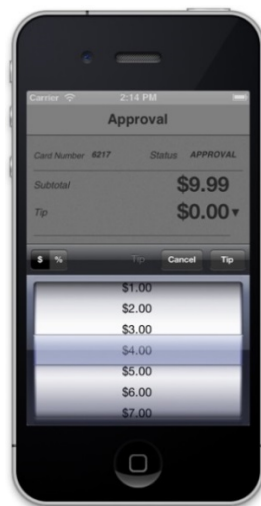 Carrier 2:14 PM
Approval
Card Number 6217 Status APPROVAL
Subtotal $9.99
Tip $0.00
$ % Tip Cancel Tip
$1.00
$2.00
$3.00
$4.00
$5.00
$6.00
$7.00